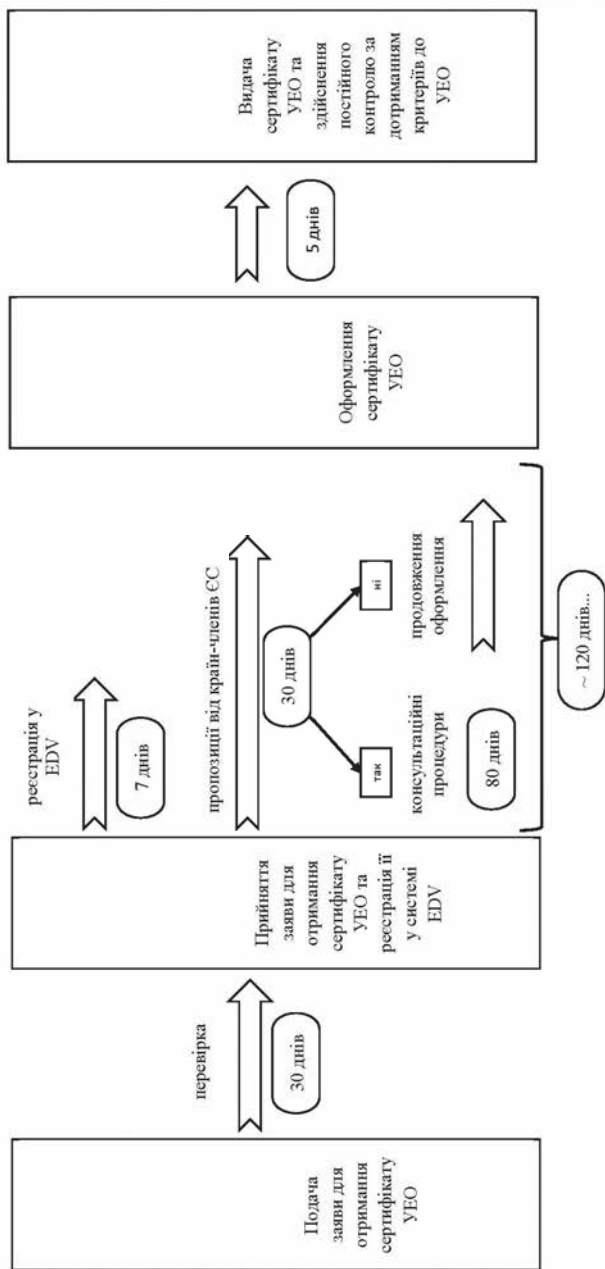 Подача
заяви для
отримання
сертифікату
УЕО
перевірка
30 днів
Прийняття
заяви для
отримання
сертифікату
УЕО та
реєстрація її
у системі
EDV
реєстрація у
EDV
7 днів
пропозиції від країн-членів ЄС
30 днів
так
ні
консультаційні
процедури
80 днів
продовження
оформлення
~ 120 днів...
Оформлення
сертифікату
УЕО
5 днів
Видача
сертифікату
УЕО та
здійснення
постійного
контролю за
дотриманням
критеріїв до
УЕО